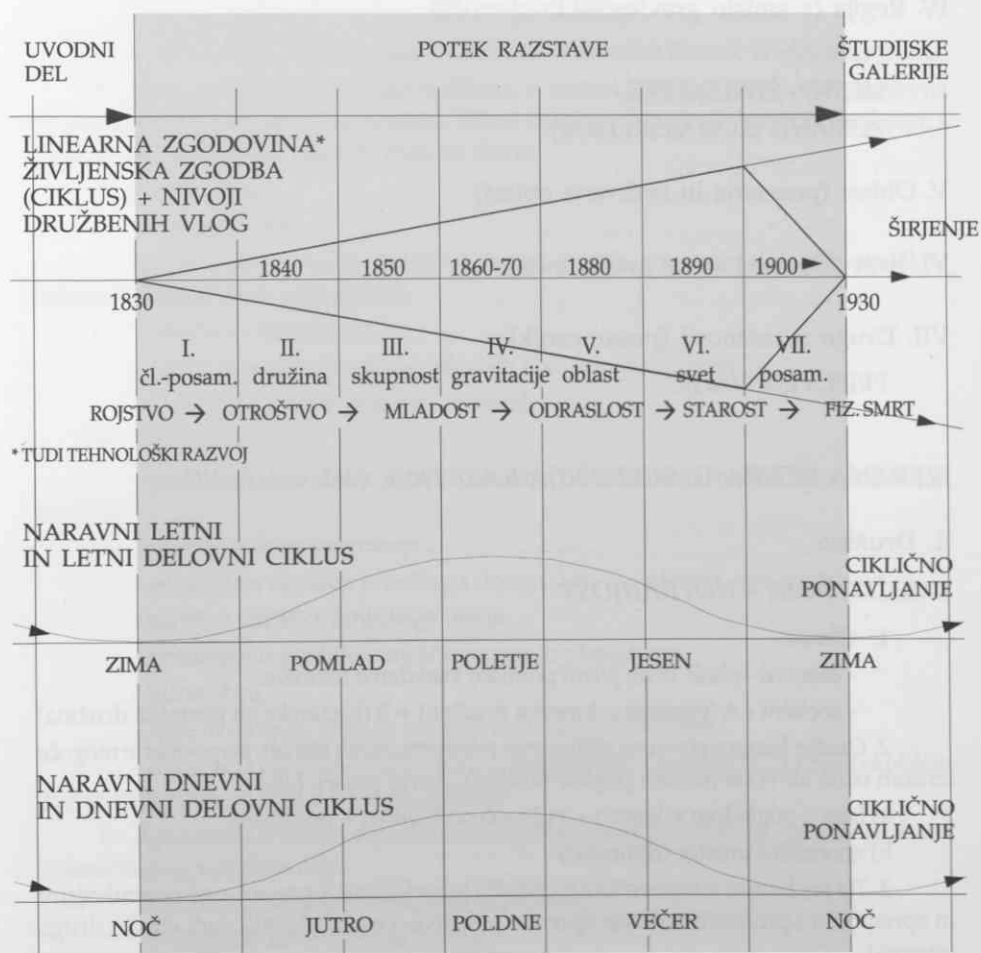 UVODNI
DEL
POTEK RAZSTAVE
ŠTUDIJSKE
GALERIJE
LINEARNA ZGODOVINA*
ŽIVLJENSKA ZGODBA
(CIKLUS) + NIVOJI
DRUŽBENIH VLOG
ŠIRJENJE
1840 1850 1860-70 1880 1890 1900
1830 1930
I. II. III. IV. V. VI. VII.
čl.-posam. družina skupnost gravitacije oblast svet posam.
ROJSTVO → OTROŠTVO → MLADOST → ODRASLOST → STAROST → FIZ. SMRT
* TUDI TEHNOLOŠKI RAZVOJ
NARAVNI LETNI
IN LETNI DELOVNI CIKLUS
CIKLIČNO
PONAVLJANJE
ZIMA POMLAD POLETJE JESEN ZIMA
NARAVNI DNEVNI
IN DNEVNI DELOVNI CIKLUS
CIKLIČNO
PONAVLJANJE
NOČ JUTRO POLDNE VEČER NOČ